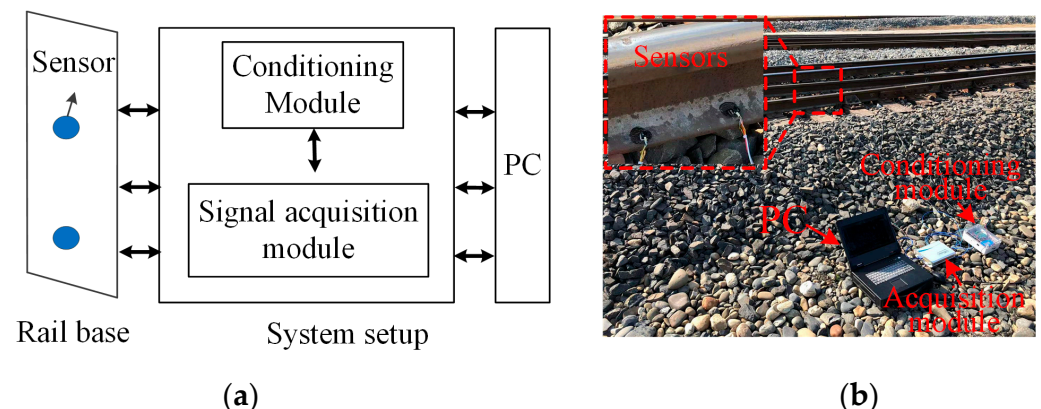 Sensor
Conditioning
Module
Signal acquisition
module
PC
Rail base
System setup
(a)
Sensors
Conditioning
module
PC
Acquisition
module
(b)